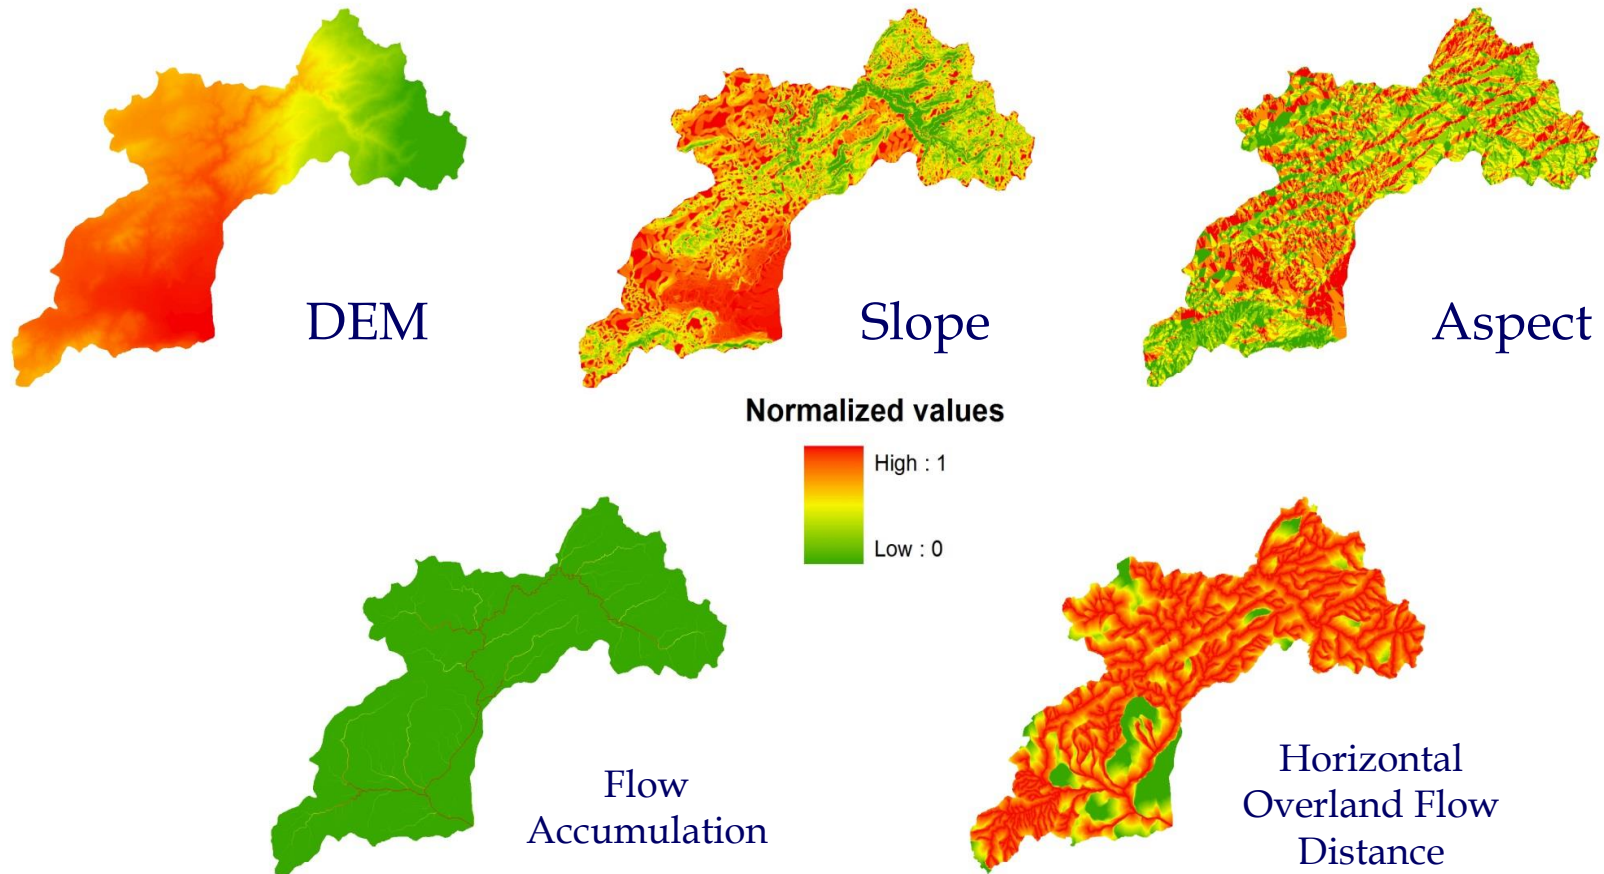 DEM
Slope
Aspect
Normalized values
High : 1
Low : 0
Flow
Accumulation
Horizontal
Overland Flow
Distance